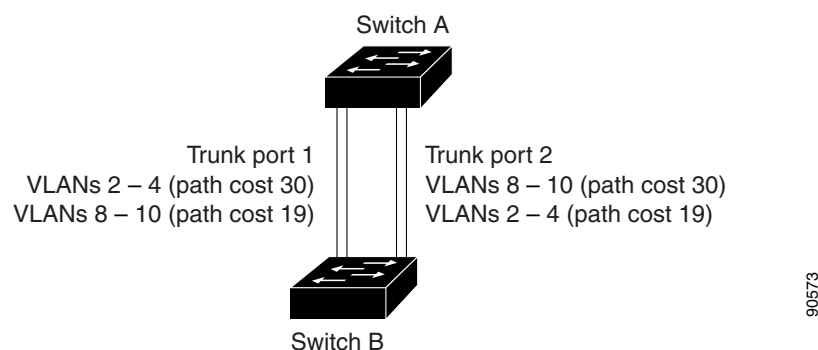 Switch A
Trunk port 1
VLANs 2 – 4 (path cost 30)
VLANs 8 – 10 (path cost 19)
Trunk port 2
VLANs 8 – 10 (path cost 30)
VLANs 2 – 4 (path cost 19)
Switch B
90573